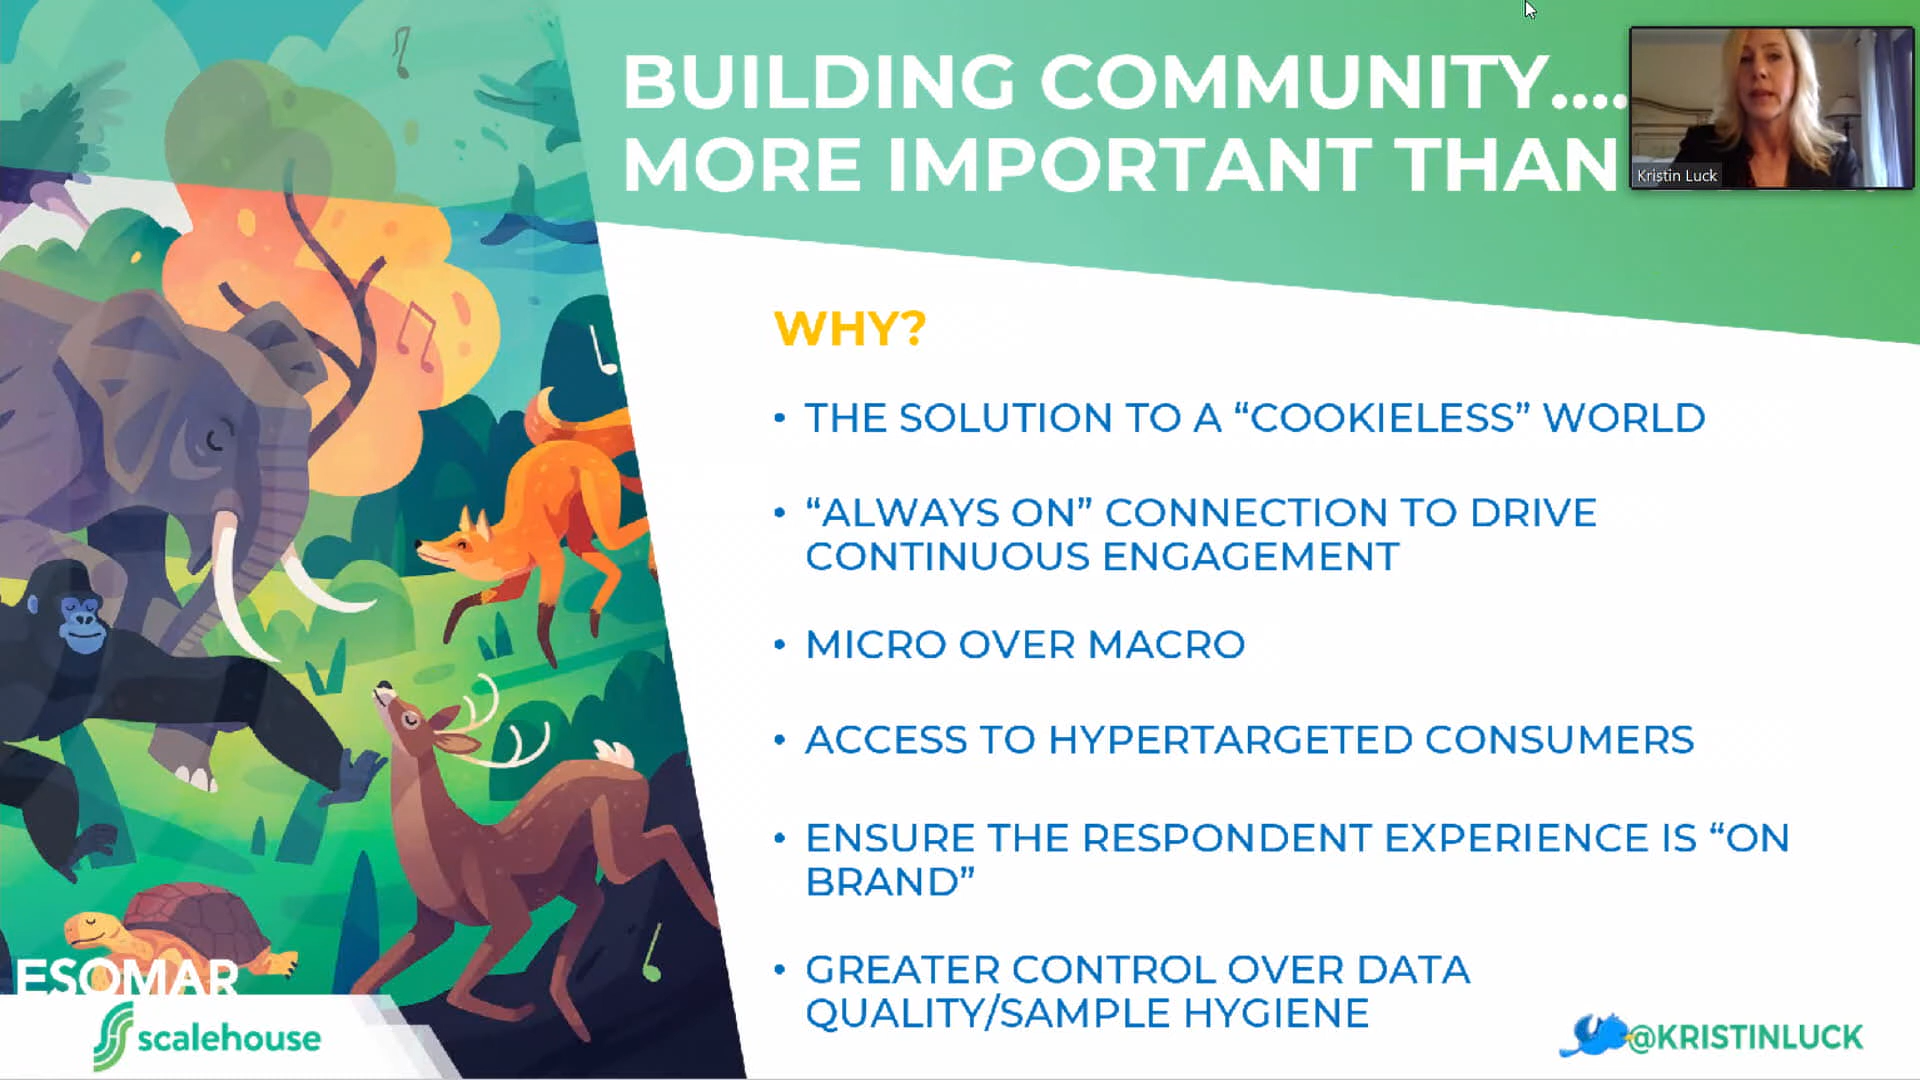 BUILDING COMMUNITY....
MORE IMPORTANT THAN
Kristin Luck
WHY?
• THE SOLUTION TO A “COOKIELESS” WORLD
• “ALWAYS ON” CONNECTION TO DRIVE
CONTINUOUS ENGAGEMENT
• MICRO OVER MACRO
• ACCESS TO HYPERTARGETED CONSUMERS
• ENSURE THE RESPONDENT EXPERIENCE IS “ON
BRAND”
• GREATER CONTROL OVER DATA
QUALITY/SAMPLE HYGIENE
ESOMAR
scalehouse
@KRISTINLUCK